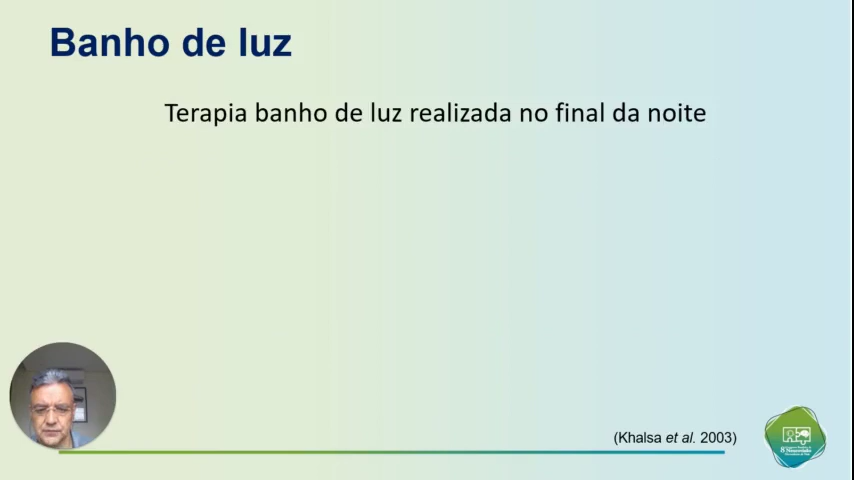 Banho de luz
Terapia banho de luz realizada no final da noite
(Khalsa et al. 2003)